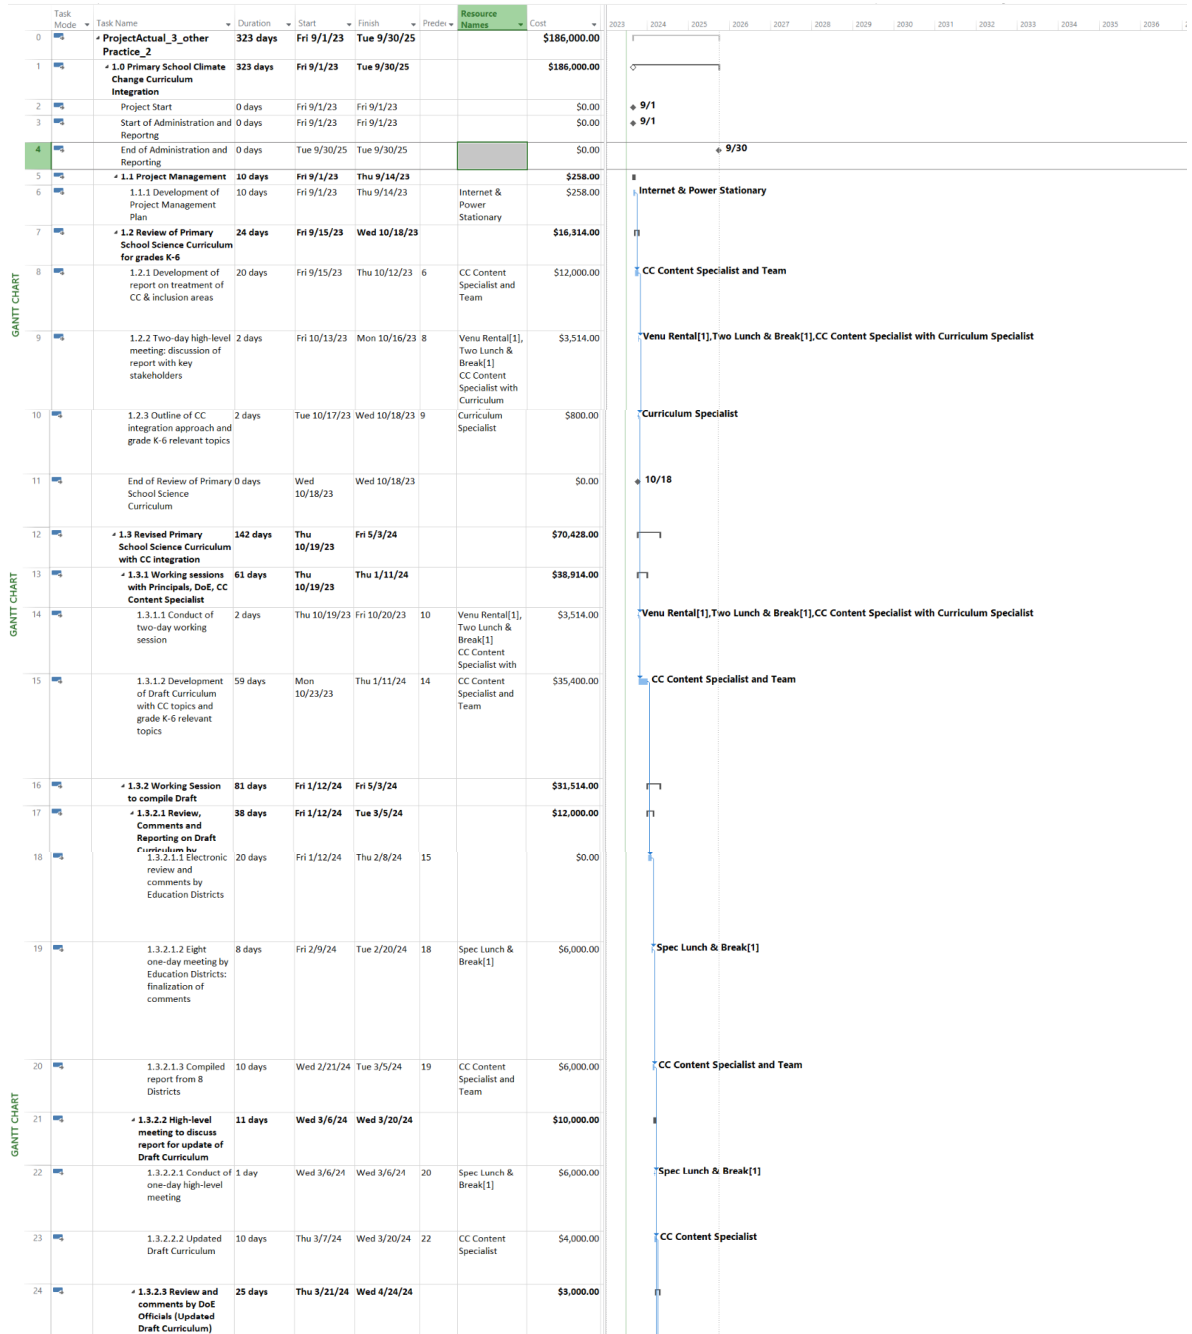 Task Mode Task Name Duration Start Finish Predec Resource Names Cost 2023 2024 2025 2026 2027 2028 2029 2030 2031 2032 2033 2034 2035 2036
0 ProjectActual_3_other Practice_2 323 days Fri 9/1/23 Tue 9/30/25 $186,000.00
1 1.0 Primary School Climate Change Curriculum Integration 323 days Fri 9/1/23 Tue 9/30/25 $186,000.00
2 Project Start 0 days Fri 9/1/23 Fri 9/1/23 $0.00 9/1
3 Start of Administration and Reportng 0 days Fri 9/1/23 Fri 9/1/23 $0.00 9/1
4 End of Administration and Reporting 0 days Tue 9/30/25 Tue 9/30/25 $0.00 9/30
5 1.1 Project Management 10 days Fri 9/1/23 Thu 9/14/23 $258.00
6 1.1.1 Development of Project Management Plan 10 days Fri 9/1/23 Thu 9/14/23 Internet & Power Stationary $258.00 Internet & Power Stationary
7 1.2 Review of Primary School Science Curriculum for grades K-6 24 days Fri 9/15/23 Wed 10/18/23 $16,314.00
GANTT CHART
8 1.2.1 Development of report on treatment of CC & inclusion areas 20 days Fri 9/15/23 Thu 10/12/23 6 CC Content Specialist and Team $12,000.00 CC Content Specialist and Team
9 1.2.2 Two-day high-level meeting: discussion of report with key stakeholders 2 days Fri 10/13/23 Mon 10/16/23 8 Venu Rental[1], Two Lunch & Break[1] CC Content Specialist with Curriculum $3,514.00 Venu Rental[1],Two Lunch & Break[1],CC Content Specialist with Curriculum Specialist
10 1.2.3 Outline of CC integration approach and grade K-6 relevant topics 2 days Tue 10/17/23 Wed 10/18/23 9 Curriculum Specialist $800.00 Curriculum Specialist
11 End of Review of Primary School Science Curriculum 0 days Wed 10/18/23 Wed 10/18/23 $0.00 10/18
12 1.3 Revised Primary School Science Curriculum with CC integration 142 days Thu 10/19/23 Fri 5/3/24 $70,428.00
13 1.3.1 Working sessions with Principals, DoE, CC Content Specialist 61 days Thu 10/19/23 Thu 1/11/24 $38,914.00
GANTT CHART
14 1.3.1.1 Conduct of two-day working session 2 days Thu 10/19/23 Fri 10/20/23 10 Venu Rental[1], Two Lunch & Break[1] CC Content Specialist with $3,514.00 Venu Rental[1],Two Lunch & Break[1],CC Content Specialist with Curriculum Specialist
15 1.3.1.2 Development of Draft Curriculum with CC topics and grade K-6 relevant topics 59 days Mon 10/23/23 Thu 1/11/24 14 CC Content Specialist and Team $35,400.00 CC Content Specialist and Team
16 1.3.2 Working Session to compile Draft 81 days Fri 1/12/24 Fri 5/3/24 $31,514.00
17 1.3.2.1 Review, Comments and Reporting on Draft Curriculum by 38 days Fri 1/12/24 Tue 3/5/24 $12,000.00
18 1.3.2.1.1 Electronic review and comments by Education Districts 20 days Fri 1/12/24 Thu 2/8/24 15 $0.00
19 1.3.2.1.2 Eight one-day meeting by Education Districts: finalization of comments 8 days Fri 2/9/24 Tue 2/20/24 18 Spec Lunch & Break[1] $6,000.00 Spec Lunch & Break[1]
20 1.3.2.1.3 Compiled report from 8 Districts 10 days Wed 2/21/24 Tue 3/5/24 19 CC Content Specialist and Team $6,000.00 CC Content Specialist and Team
GANTT CHART
21 1.3.2.2 High-level meeting to discuss report for update of Draft Curriculum 11 days Wed 3/6/24 Wed 3/20/24 $10,000.00
22 1.3.2.2.1 Conduct of one-day high-level meeting 1 day Wed 3/6/24 Wed 3/6/24 20 Spec Lunch & Break[1] $6,000.00 Spec Lunch & Break[1]
23 1.3.2.2.2 Updated Draft Curriculum 10 days Thu 3/7/24 Wed 3/20/24 22 CC Content Specialist $4,000.00 CC Content Specialist
24 1.3.2.3 Review and comments by DoE Officials (Updated Draft Curriculum) 25 days Thu 3/21/24 Wed 4/24/24 $3,000.00